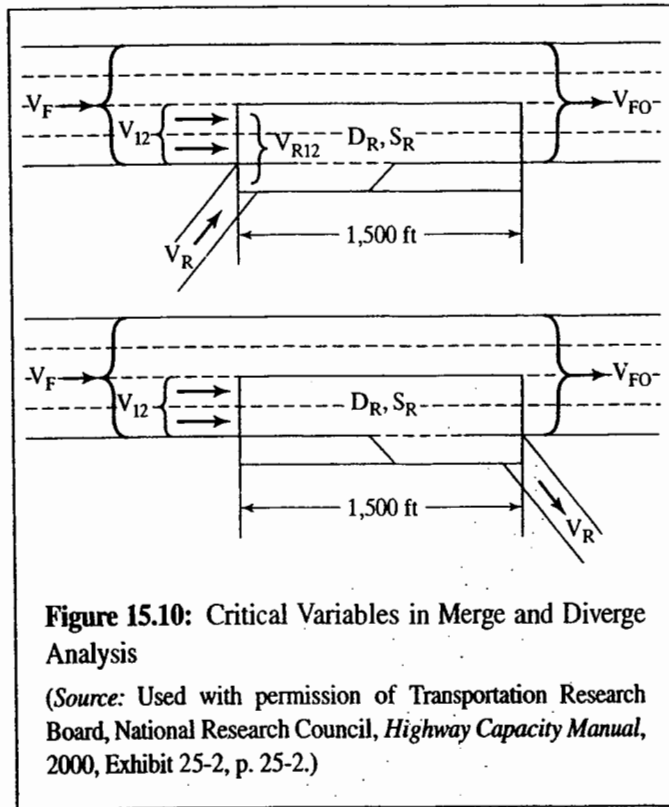 V_F
V_12
V_R12
D_R, S_R
V_FO
V_R
1,500 ft
V_F
V_12
D_R, S_R
V_FO
1,500 ft
V_R
Figure 15.10: Critical Variables in Merge and Diverge
Analysis
(Source: Used with permission of Transportation Research
Board, National Research Council, Highway Capacity Manual,
2000, Exhibit 25-2, p. 25-2.)